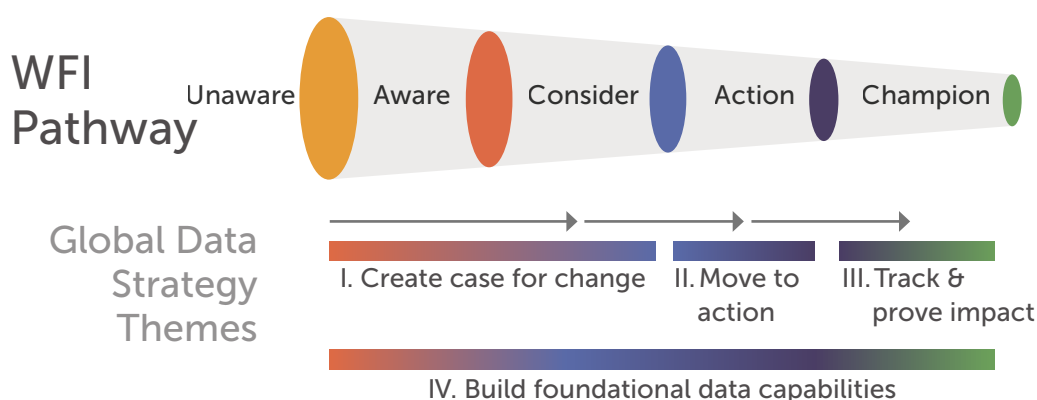 WFI
Pathway
Unaware
Aware
Consider
Action
Champion
Global Data
Strategy
Themes
I. Create case for change
II. Move to
action
III. Track &
prove impact
IV. Build foundational data capabilities